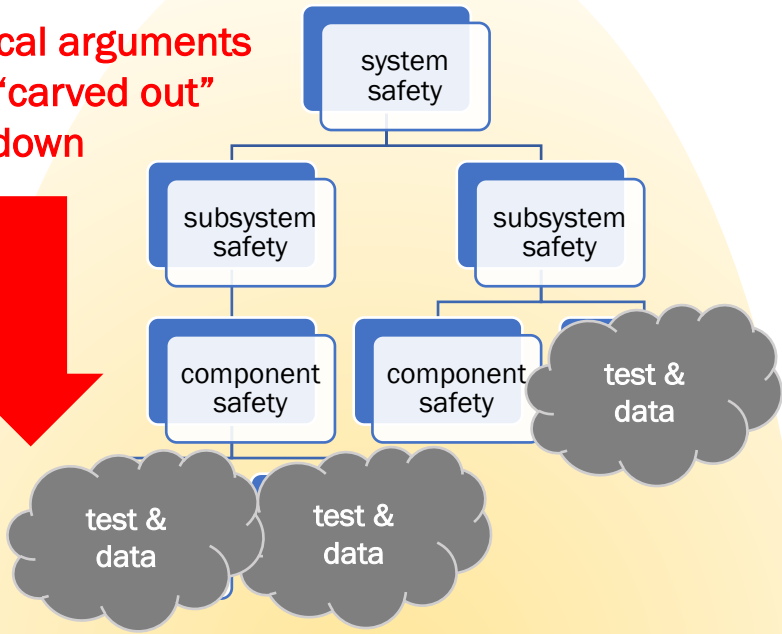 cal arguments
“carved out”
down
system
safety
subsystem
safety
subsystem
safety
component
safety
component
safety
test &
data
test &
data
test &
data